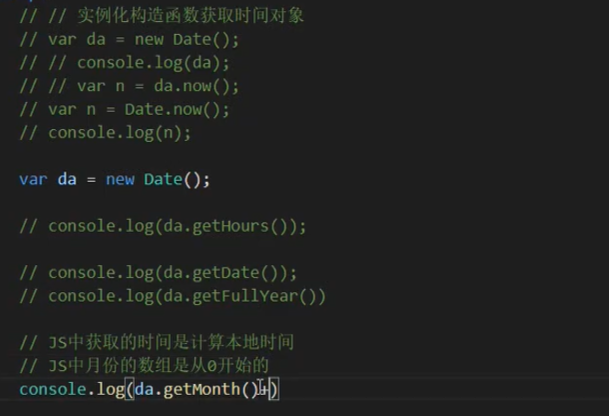 // // 实例化构造函数获取时间对象
// var da = new Date();
// // console.log(da);
// // var n = da.now();
// var n = Date.now();
// console.log(n);
var da = new Date();
// console.log(da.getHours());
// console.log(da.getDate());
// console.log(da.getFullYear())
// JS中获取的时间是计算本地时间
// JS中月份的数组是从0开始的
console.log(da.getMonth()+)